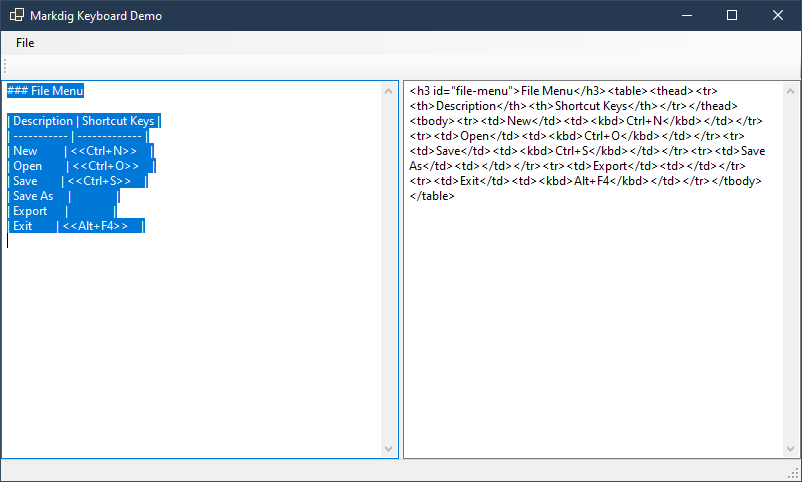 Markdig Keyboard Demo
File
### File Menu
| Description | Shortcut Keys |
| ----------- | ------------- |
| New | <<Ctrl+N>> |
| Open | <<Ctrl+O>> |
| Save | <<Ctrl+S>> |
| Save As | |
| Export | |
| Exit | <<Alt+F4>> |
<h3 id="file-menu">File Menu</h3><table><thead><tr>
<th>Description</th><th>Shortcut Keys</th></tr></thead>
<tbody><tr><td>New</td><td><kbd>Ctrl+N</kbd></td></tr>
<tr><td>Open</td><td><kbd>Ctrl+O</kbd></td></tr><tr>
<td>Save</td><td><kbd>Ctrl+S</kbd></td></tr><tr><td>Save
As</td><td></td></tr><tr><td>Export</td><td></td></tr>
<tr><td>Exit</td><td><kbd>Alt+F4</kbd></td></tr></tbody>
</table>